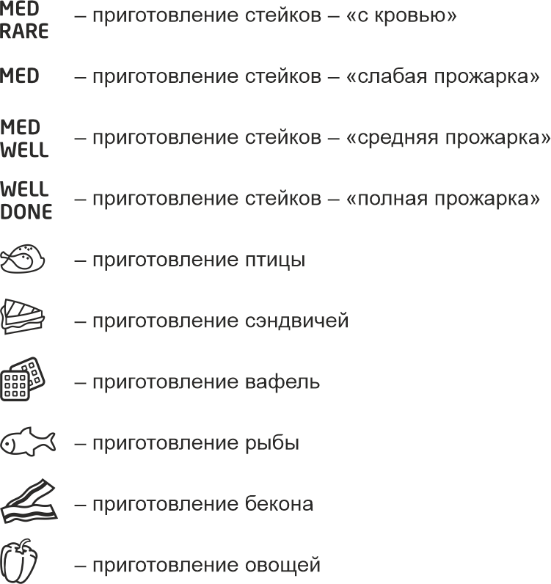 MED
RARE – приготовление стейков – «с кровью»
MED – приготовление стейков – «слабая прожарка»
MED
WELL – приготовление стейков – «средняя прожарка»
WELL
DONE – приготовление стейков – «полная прожарка»
– приготовление птицы
– приготовление сэндвичей
– приготовление вафель
– приготовление рыбы
– приготовление бекона
– приготовление овощей